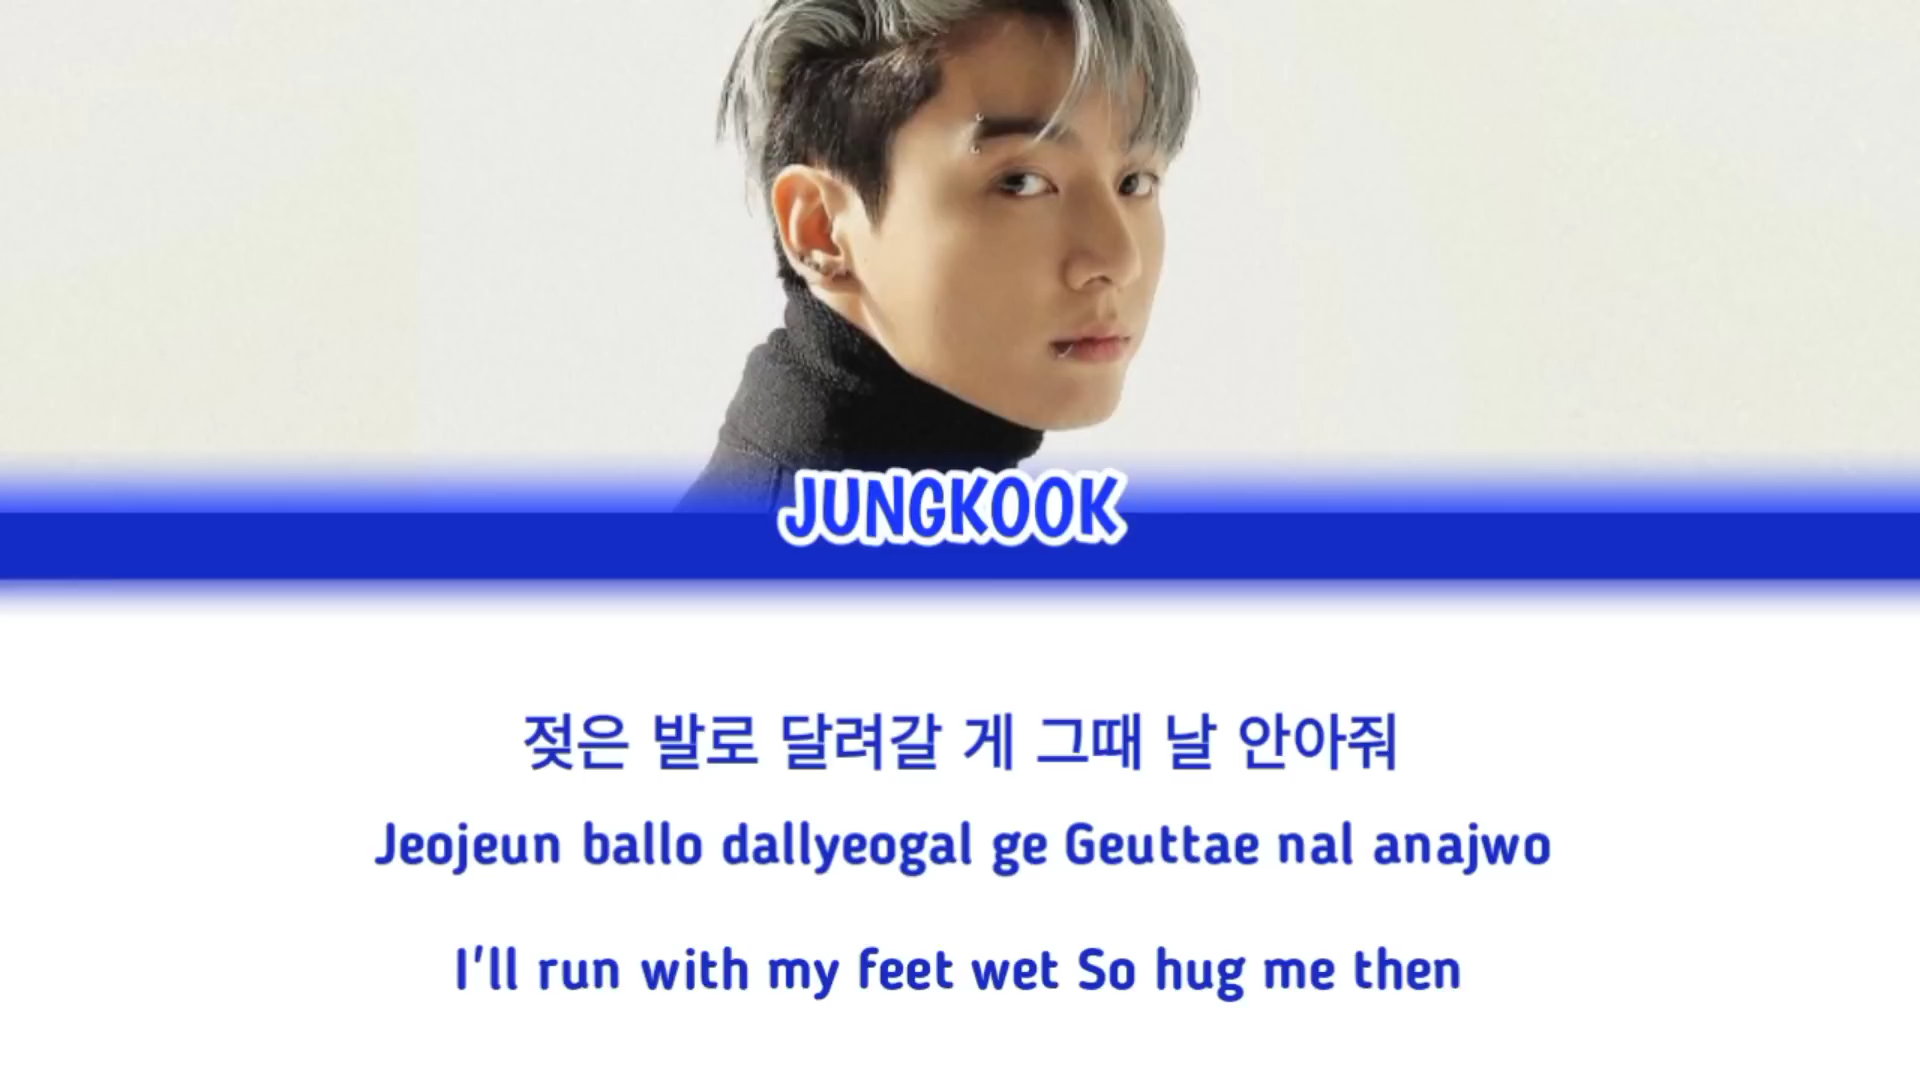 JUNGKOOK
젖은 발로 달려갈 게 그때 날 안아줘
Jeojeun ballo dallyeogal ge Geuttae nal anajwo
I'll run with my feet wet So hug me then